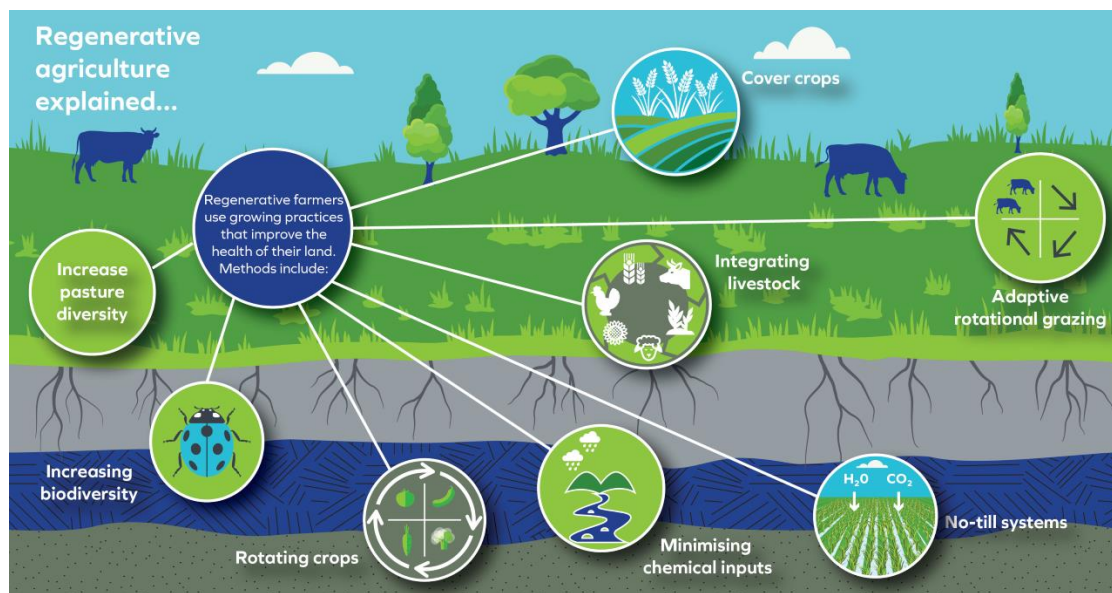 Regenerative
agriculture
explained...
Regenerative farmers
use growing practices
that improve the
health of their land.
Methods include:
Cover crops
Adaptive
rotational grazing
Integrating
livestock
Increase
pasture
diversity
Increasing
biodiversity
Rotating crops
Minimising
chemical inputs
H₂0 CO₂
No-till systems